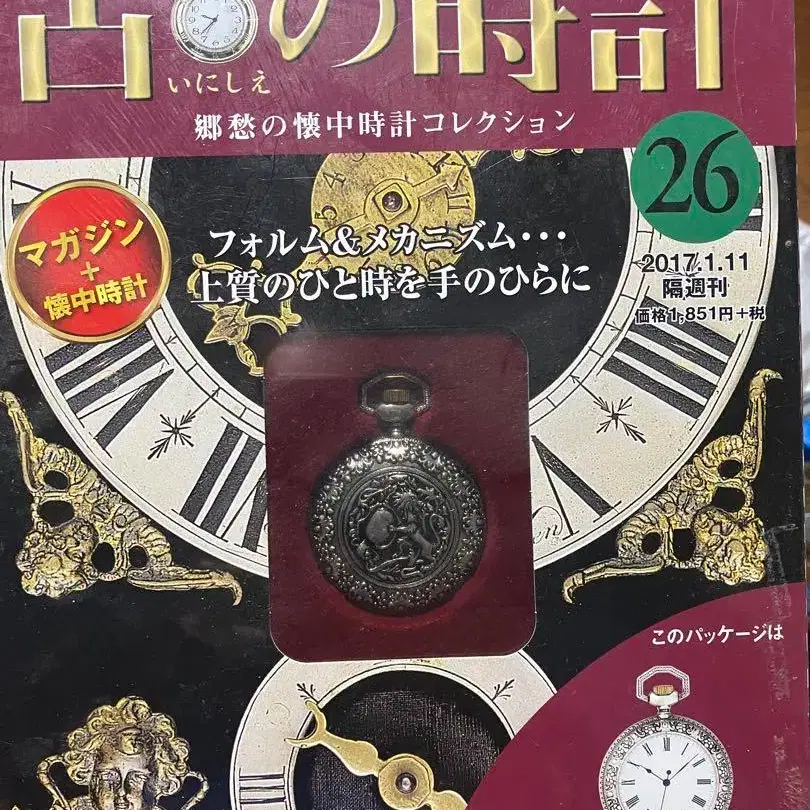 古の時計
いにしえ
郷愁の懐中時計コレクション
26
マガジン
+
懐中時計
フォルム&メカニズム・・・
上質のひと時を手のひらに
2017.1.11
隔週刊
価格1,851円+税
このパッケージは